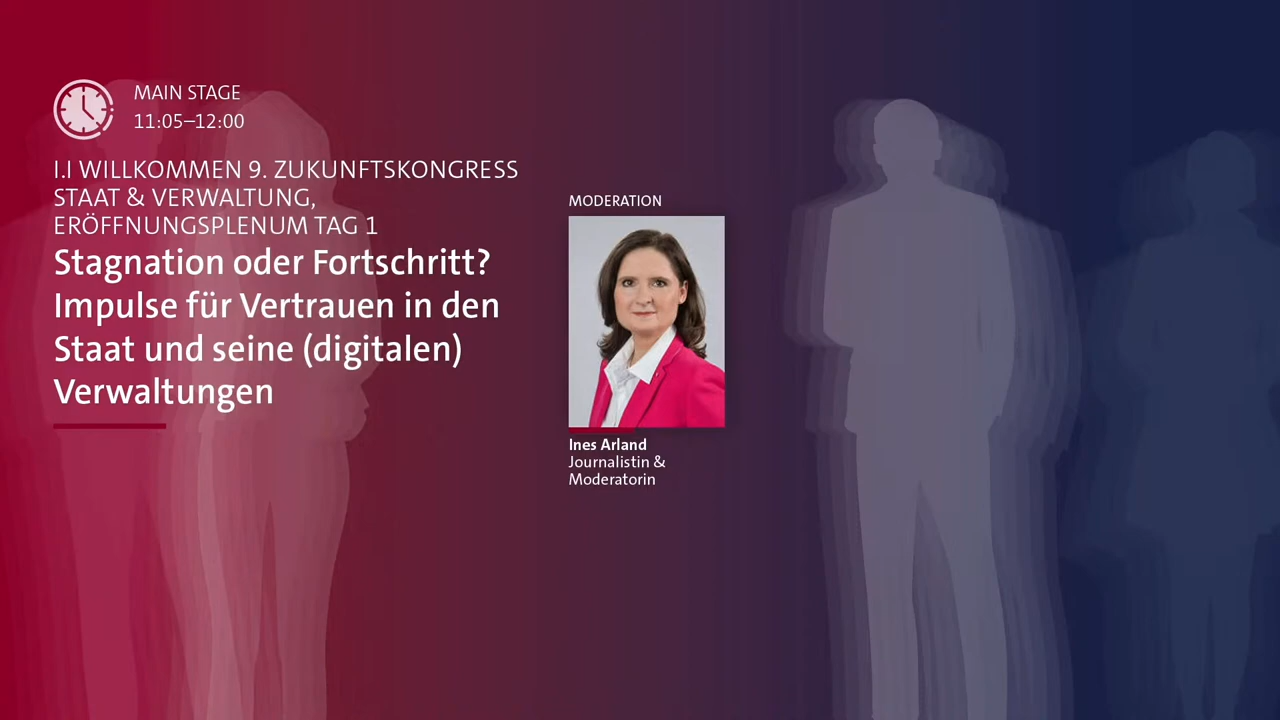 MAIN STAGE
11:05–12:00
I.I WILLKOMMEN 9. ZUKUNFTSKONGRESS
STAAT & VERWALTUNG,
ERÖFFNUNGSPLENUM TAG 1
Stagnation oder Fortschritt?
Impulse für Vertrauen in den
Staat und seine (digitalen)
Verwaltungen
MODERATION
Ines Arland
Journalistin &
Moderatorin